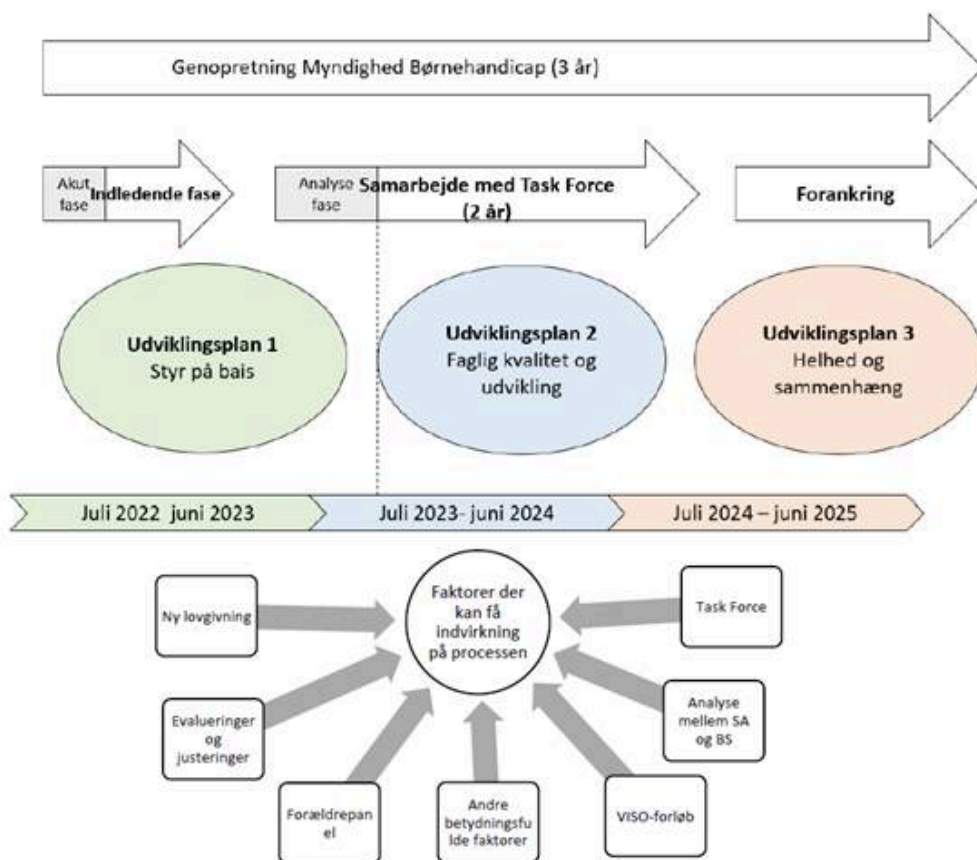 Genopretning Myndighed Børnehandicap (3 år)
Akut
fase
Indledende fase
Analyse
fase
Samarbejde med Task Force
(2 år)
Forankring
Udviklingsplan 1
Styr på bais
Udviklingsplan 2
Faglig kvalitet og
udvikling
Udviklingsplan 3
Helhed og
sammenhæng
Juli 2022 juni 2023
Juli 2023- juni 2024
Juli 2024 – juni 2025
Faktorer der
kan få
indvirkning
på processen
Ny lovgivning
Task Force
Evalueringer
og
justeringer
Analyse
mellem SA
og BS
Forældrepan
el
Andre
betydningsfu
lde faktorer
VISO-forløb